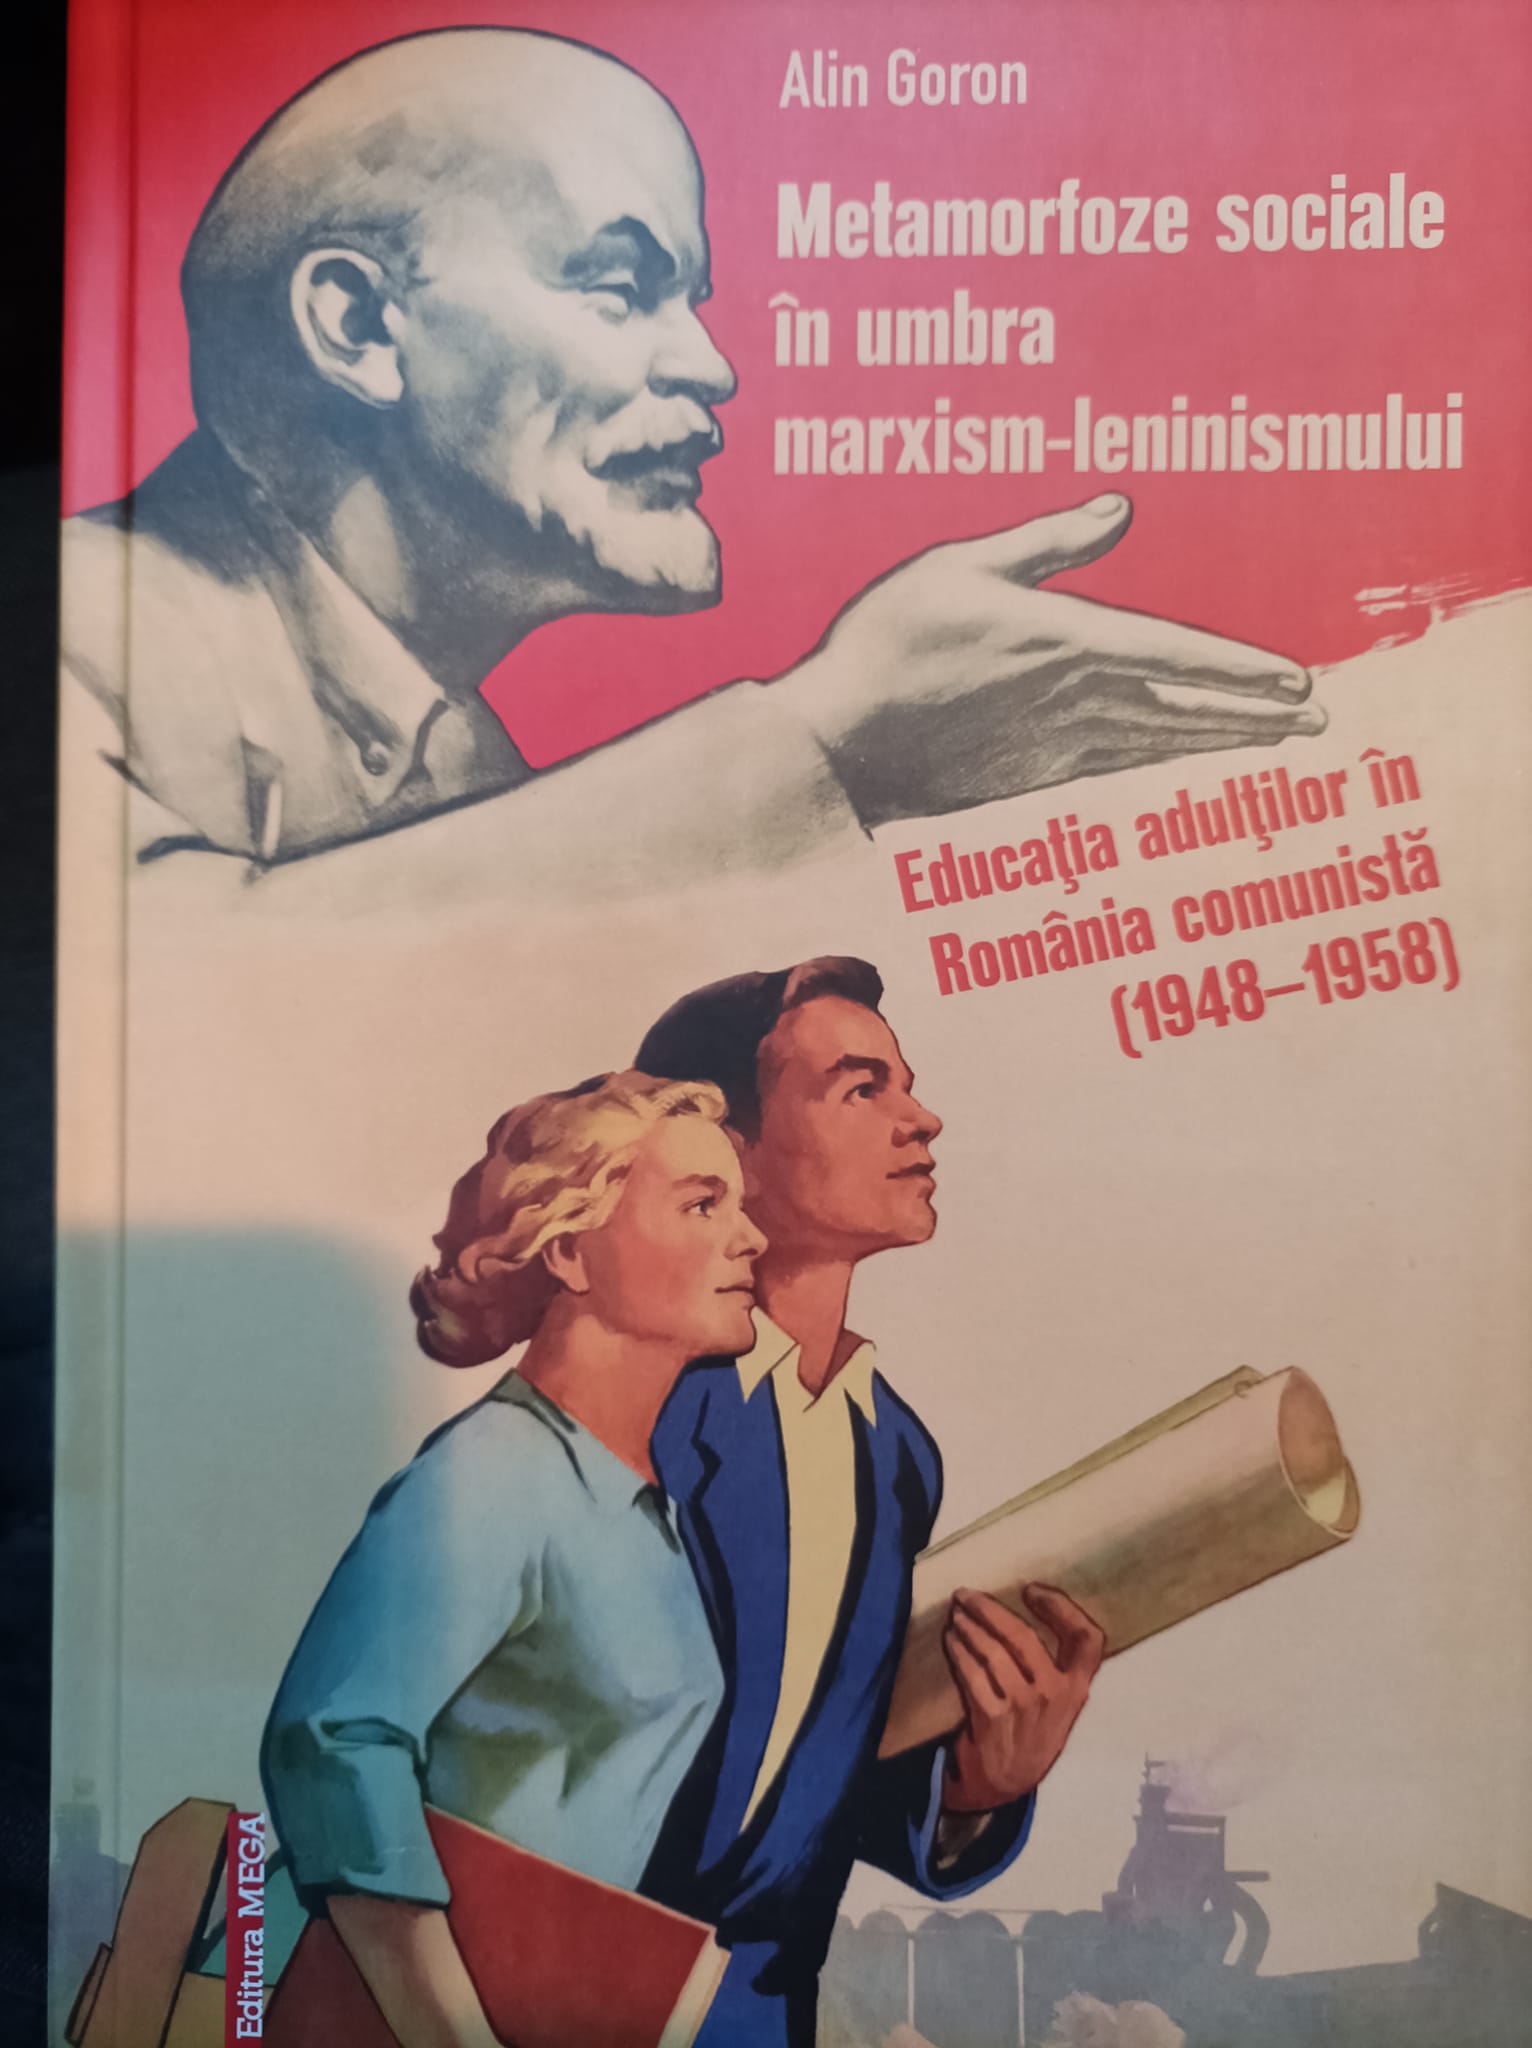 Alin Goron
Metamorfoze sociale
în umbra
marxism-leninismului
Educaţia adulţilor în
România comunistă
(1948–1958)
Editura MEGA